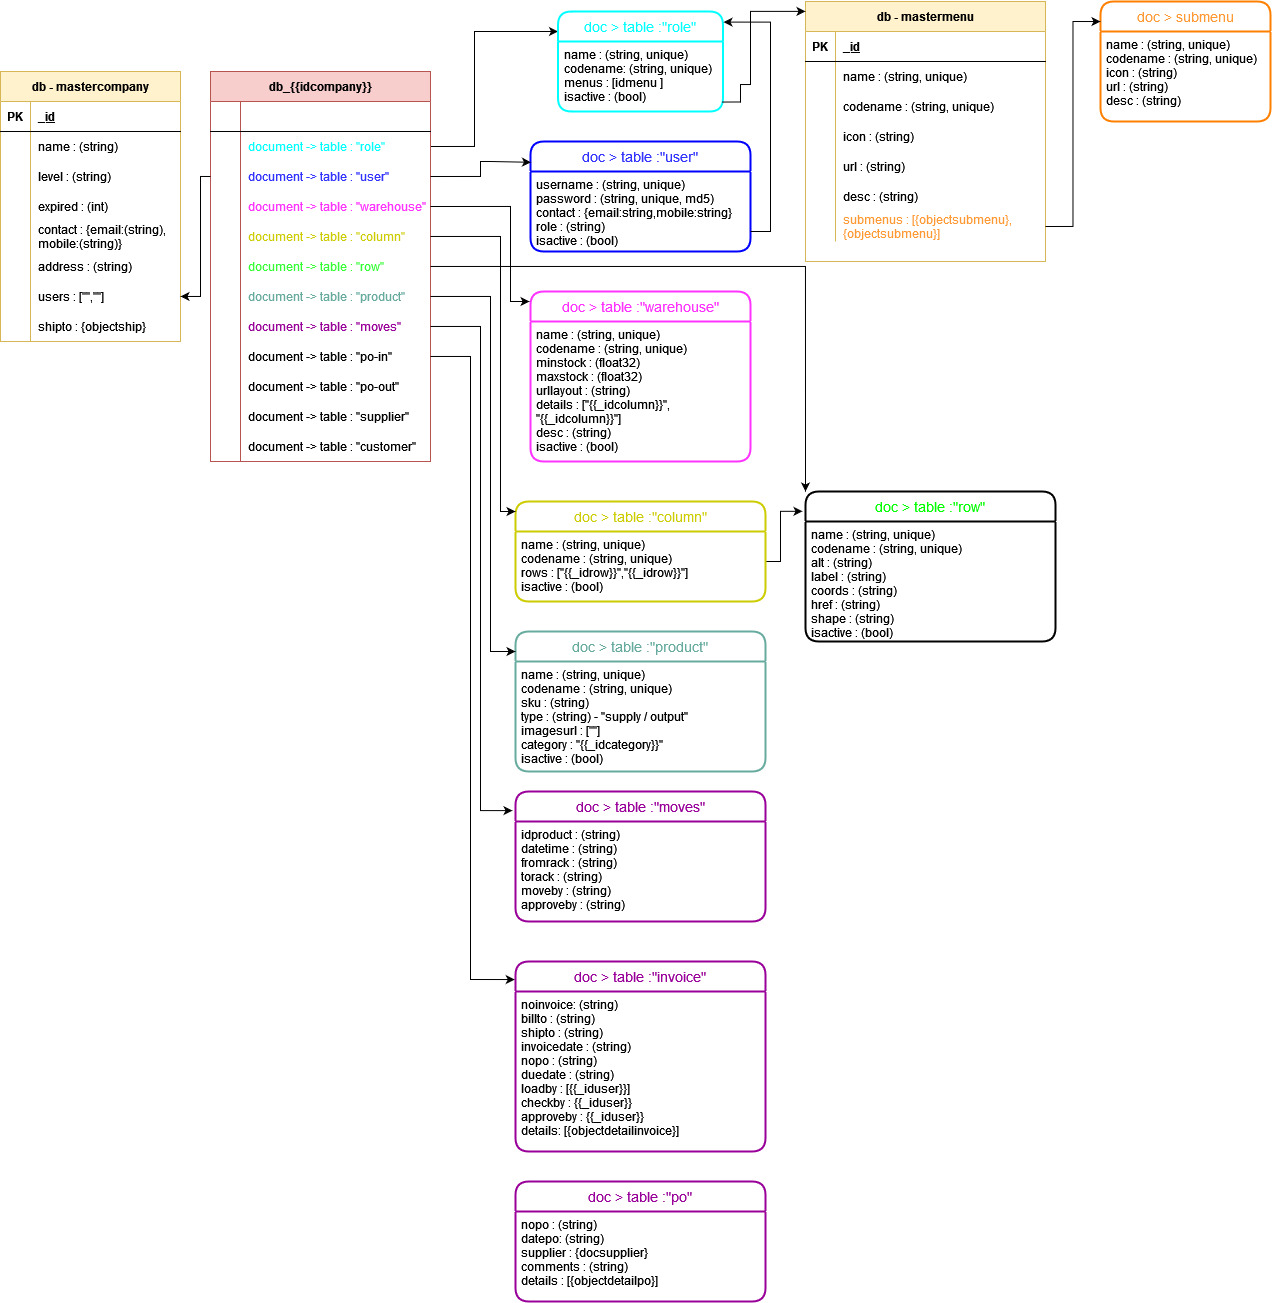 db - mastercompany
PK
_id
name : (string)
level : (string)
expired : (int)
contact : {email:(string),
mobile:(string)}
address : (string)
users : ["",""]
shipto : {objectship}
db_{{idcompany}}
document -> table : "role"
document -> table : "user"
document -> table : "warehouse"
document -> table : "column"
document -> table : "row"
document -> table : "product"
document -> table : "moves"
document -> table : "po-in"
document -> table : "po-out"
document -> table : "supplier"
document -> table : "customer"
doc > table :"role"
name : (string, unique)
codename: (string, unique)
menus : [idmenu ]
isactive : (bool)
doc > table :"user"
username : (string, unique)
password : (string, unique, md5)
contact : {email:string,mobile:string}
role : (string)
isactive : (bool)
doc > table :"warehouse"
name : (string, unique)
codename : (string, unique)
minstock : (float32)
maxstock : (float32)
urllayout : (string)
details : ["{{_idcolumn}}",
"{{_idcolumn}}"]
desc : (string)
isactive : (bool)
doc > table :"column"
name : (string, unique)
codename : (string, unique)
rows : ["{{_idrow}}","{{_idrow}}"]
isactive : (bool)
doc > table :"product"
name : (string, unique)
codename : (string, unique)
sku : (string)
type : (string) - "supply / output"
imagesurl : [""]
category : "{{_idcategory}}"
isactive : (bool)
doc > table :"moves"
idproduct : (string)
datetime : (string)
fromrack : (string)
torack : (string)
moveby : (string)
approveby : (string)
doc > table :"invoice"
noinvoice: (string)
billto : (string)
shipto : (string)
invoicedate : (string)
nopo : (string)
duedate : (string)
loadby : [{{_iduser}}]
checkby : {{_iduser}}
approveby : {{_iduser}}
details: [{objectdetailinvoice}]
doc > table :"po"
nopo : (string)
datepo: (string)
supplier : {docsupplier}
comments : (string)
details : [{objectdetailpo}]
db - mastermenu
PK
_id
name : (string, unique)
codename : (string, unique)
icon : (string)
url : (string)
desc : (string)
submenus : [{objectsubmenu},
{objectsubmenu}]
doc > submenu
name : (string, unique)
codename : (string, unique)
icon : (string)
url : (string)
desc : (string)
doc > table :"row"
name : (string, unique)
codename : (string, unique)
alt : (string)
label : (string)
coords : (string)
href : (string)
shape : (string)
isactive : (bool)